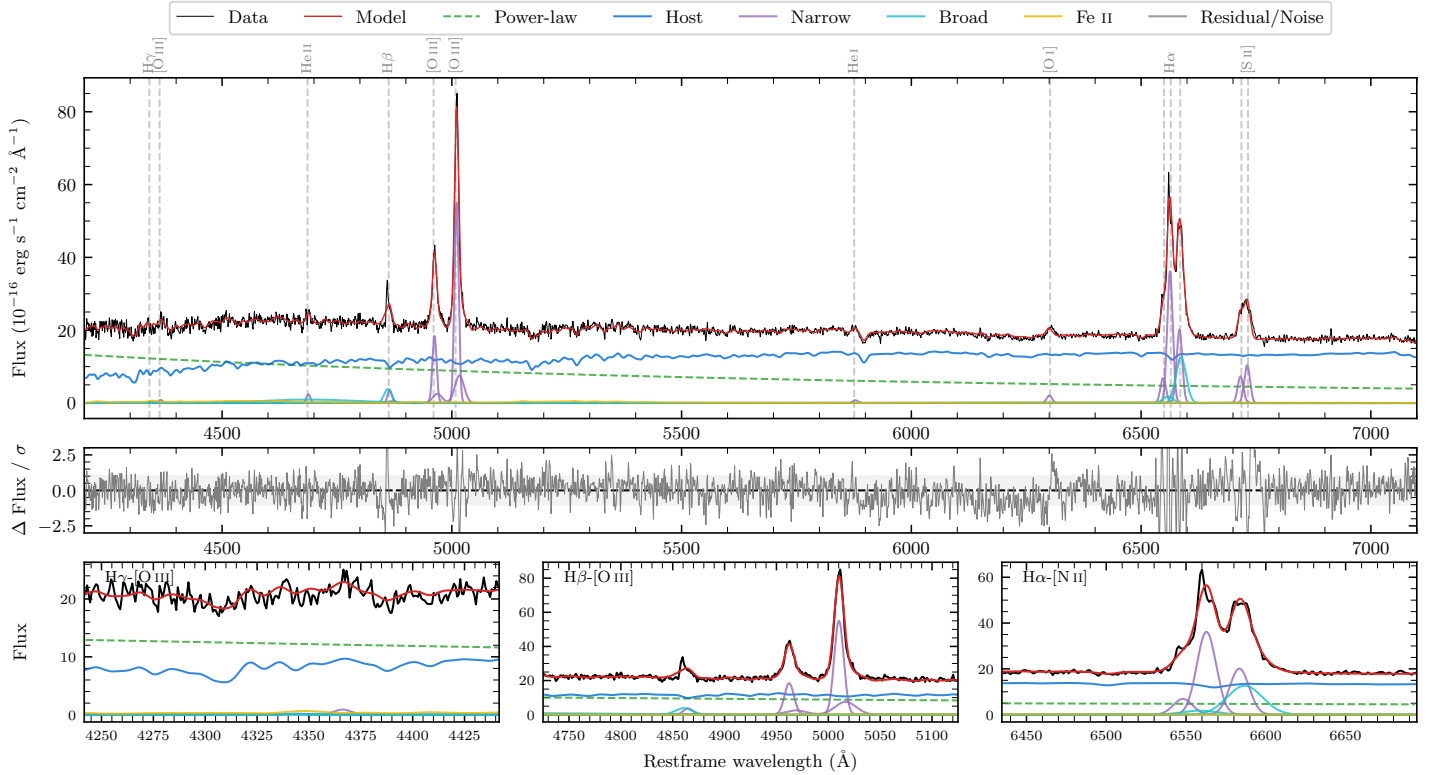 Data Model Power-law Host Narrow Broad Fe II Residual/Noise
Hγ [O III] He II Hβ [O III] [O III] He I [O I] Hα [S II]
Flux (10⁻¹⁶ erg s⁻¹ cm⁻² Å⁻¹)
80
60
40
20
0
4500 5000 5500 6000 6500 7000
Δ Flux / σ
2.5
0.0
−2.5
4500 5000 5500 6000 6500 7000
Flux
Hγ-[O III]
20
10
0
4250 4275 4300 4325 4350 4375 4400 4425
Hβ-[O III]
80
60
40
20
0
4750 4800 4850 4900 4950 5000 5050 5100
Hα-[N II]
60
40
20
0
6450 6500 6550 6600 6650
Restframe wavelength (Å)